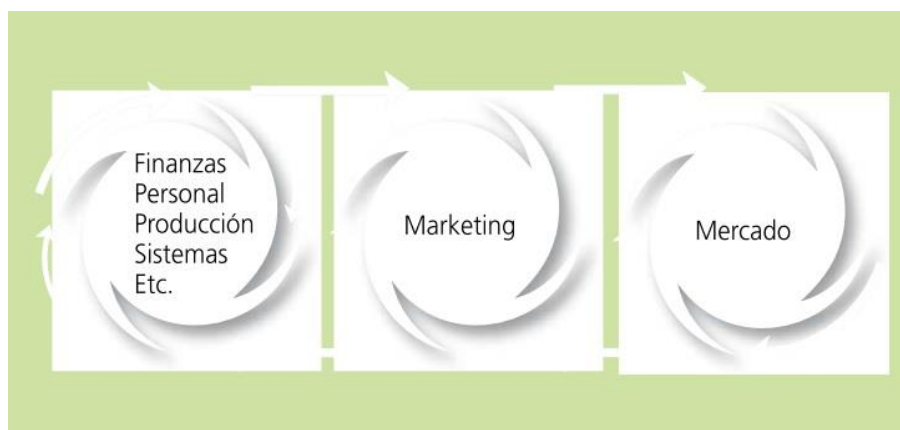 Finanzas
Personal
Producción
Sistemas
Etc.
Marketing
Mercado